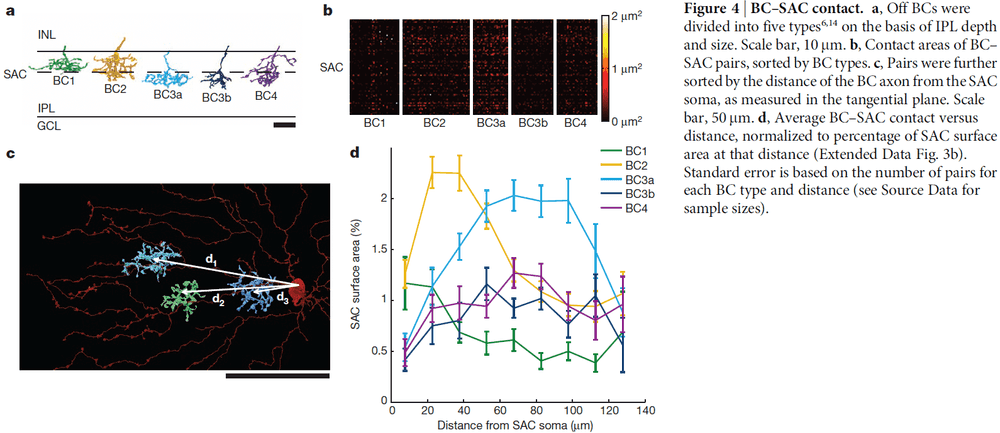 a
INL
SAC
BC1
BC2
BC3a
BC3b
BC4
IPL
GCL
b
SAC
2 μm²
1 μm²
0 μm²
BC1
BC2
BC3a
BC3b
BC4
c
d₁
d₂
d₃
d
BC1
BC2
BC3a
BC3b
BC4
SAC surface area (%)
2
1.5
1
0.5
0
0
20
40
60
80
100
120
140
Distance from SAC soma (μm)
Figure 4 | BC–SAC contact. a, Off BCs were
divided into five types⁶,¹⁴ on the basis of IPL depth
and size. Scale bar, 10 μm. b, Contact areas of BC–
SAC pairs, sorted by BC types. c, Pairs were further
sorted by the distance of the BC axon from the SAC
soma, as measured in the tangential plane. Scale
bar, 50 μm. d, Average BC–SAC contact versus
distance, normalized to percentage of SAC surface
area at that distance (Extended Data Fig. 3b).
Standard error is based on the number of pairs for
each BC type and distance (see Source Data for
sample sizes).